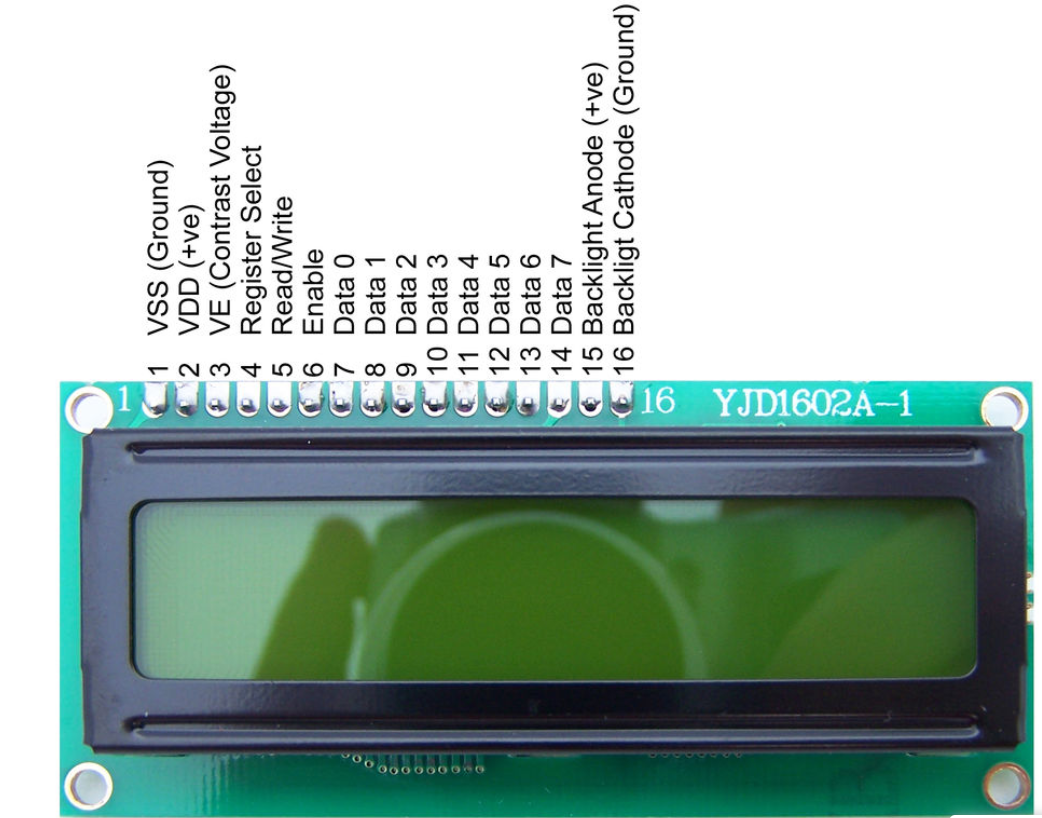 1 VSS (Ground)
2 VDD (+ve)
3 VE (Contrast Voltage)
4 Register Select
5 Read/Write
6 Enable
7 Data 0
8 Data 1
9 Data 2
10 Data 3
11 Data 4
12 Data 5
13 Data 6
14 Data 7
15 Backlight Anode (+ve)
16 Backligt Cathode (Ground)
1
16
YJD1602A-1